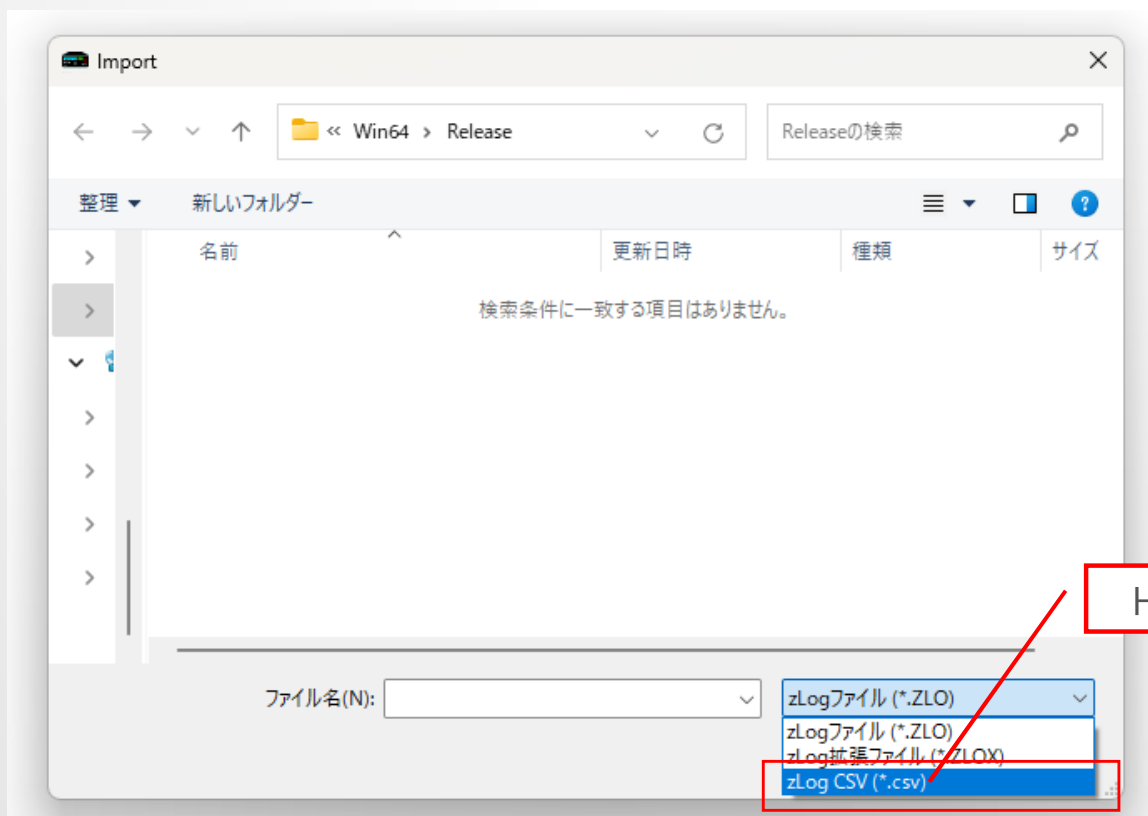 Import
« Win64 › Release
Releaseの検索
整理
新しいフォルダー
?
名前
更新日時
種類
サイズ
検索条件に一致する項目はありません。
H
ファイル名(N):
zLogファイル (*.ZLO)
zLogファイル (*.ZLO)
zLog拡張ファイル (*.ZLOX)
zLog CSV (*.csv)